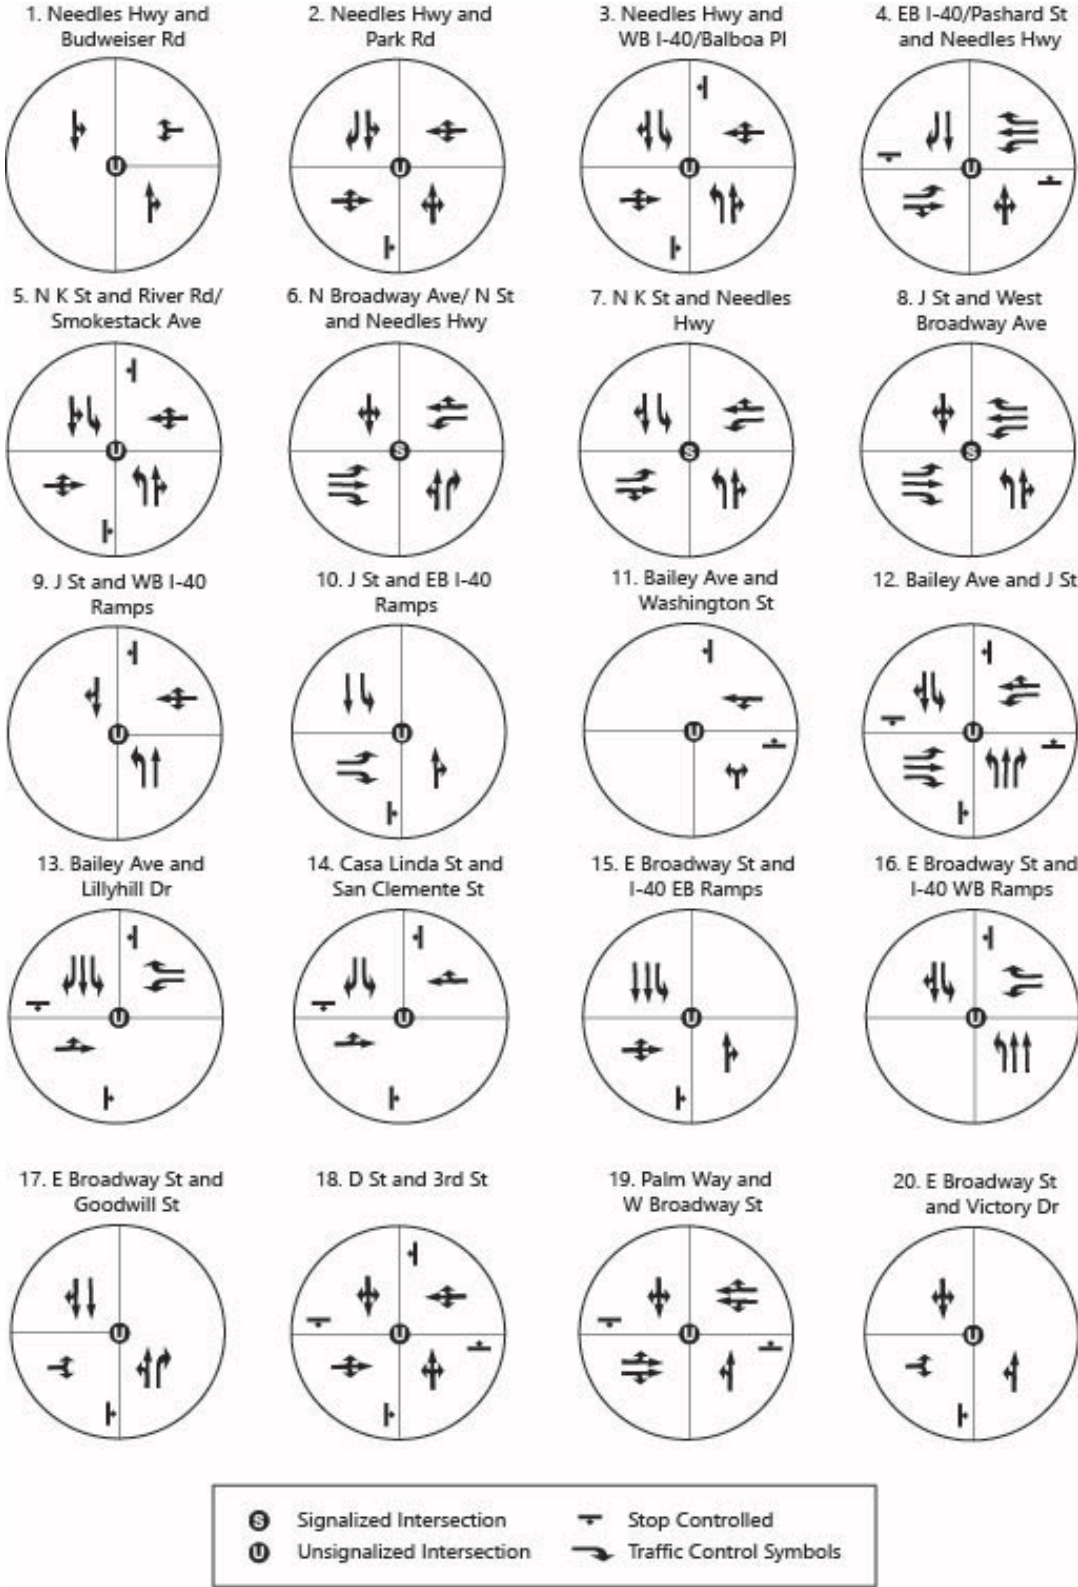 1. Needles Hwy and
Budweiser Rd
2. Needles Hwy and
Park Rd
3. Needles Hwy and
WB I-40/Balboa Pl
4. EB I-40/Pashard St
and Needles Hwy
U
U
U
U
5. N K St and River Rd/
Smokestack Ave
6. N Broadway Ave/ N St
and Needles Hwy
7. N K St and Needles
Hwy
8. J St and West
Broadway Ave
U
S
S
S
9. J St and WB I-40
Ramps
10. J St and EB I-40
Ramps
11. Bailey Ave and
Washington St
12. Bailey Ave and J St
U
U
U
U
13. Bailey Ave and
Lillyhill Dr
14. Casa Linda St and
San Clemente St
15. E Broadway St and
I-40 EB Ramps
16. E Broadway St and
I-40 WB Ramps
U
U
U
U
17. E Broadway St and
Goodwill St
18. D St and 3rd St
19. Palm Way and
W Broadway St
20. E Broadway St
and Victory Dr
U
U
U
U
S Signalized Intersection
Stop Controlled
U Unsignalized Intersection
Traffic Control Symbols